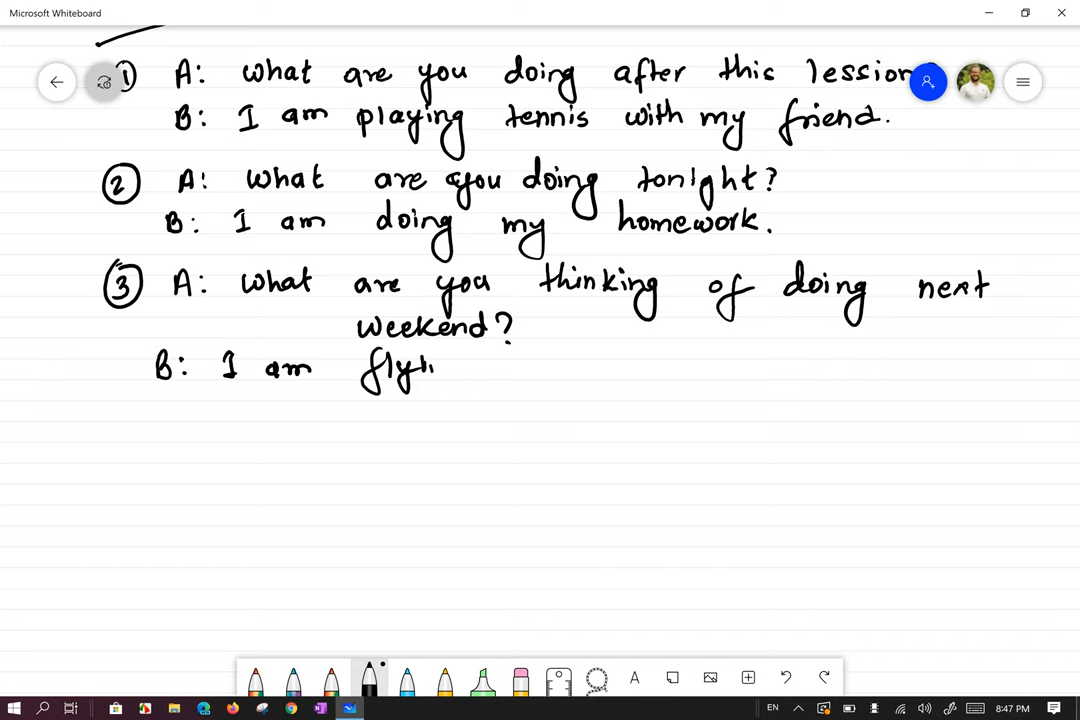 Microsoft Whiteboard
① A: What are you doing after this lession
B: I am playing tennis with my friend.
② A: What are you doing tonight?
B: I am doing my homework.
③ A: What are you thinking of doing next
weekend?
B: I am flyi
A
EN 8:47 PM